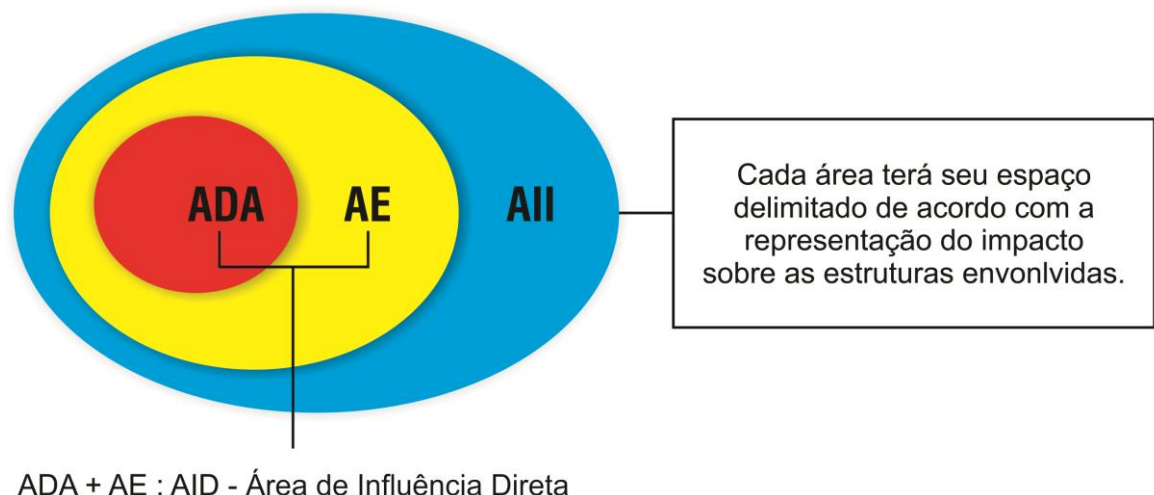 ADA AE AII
Cada área terá seu espaço
delimitado de acordo com a
representação do impacto
sobre as estruturas envonlvidas.
ADA + AE : AID - Área de Influência Direta